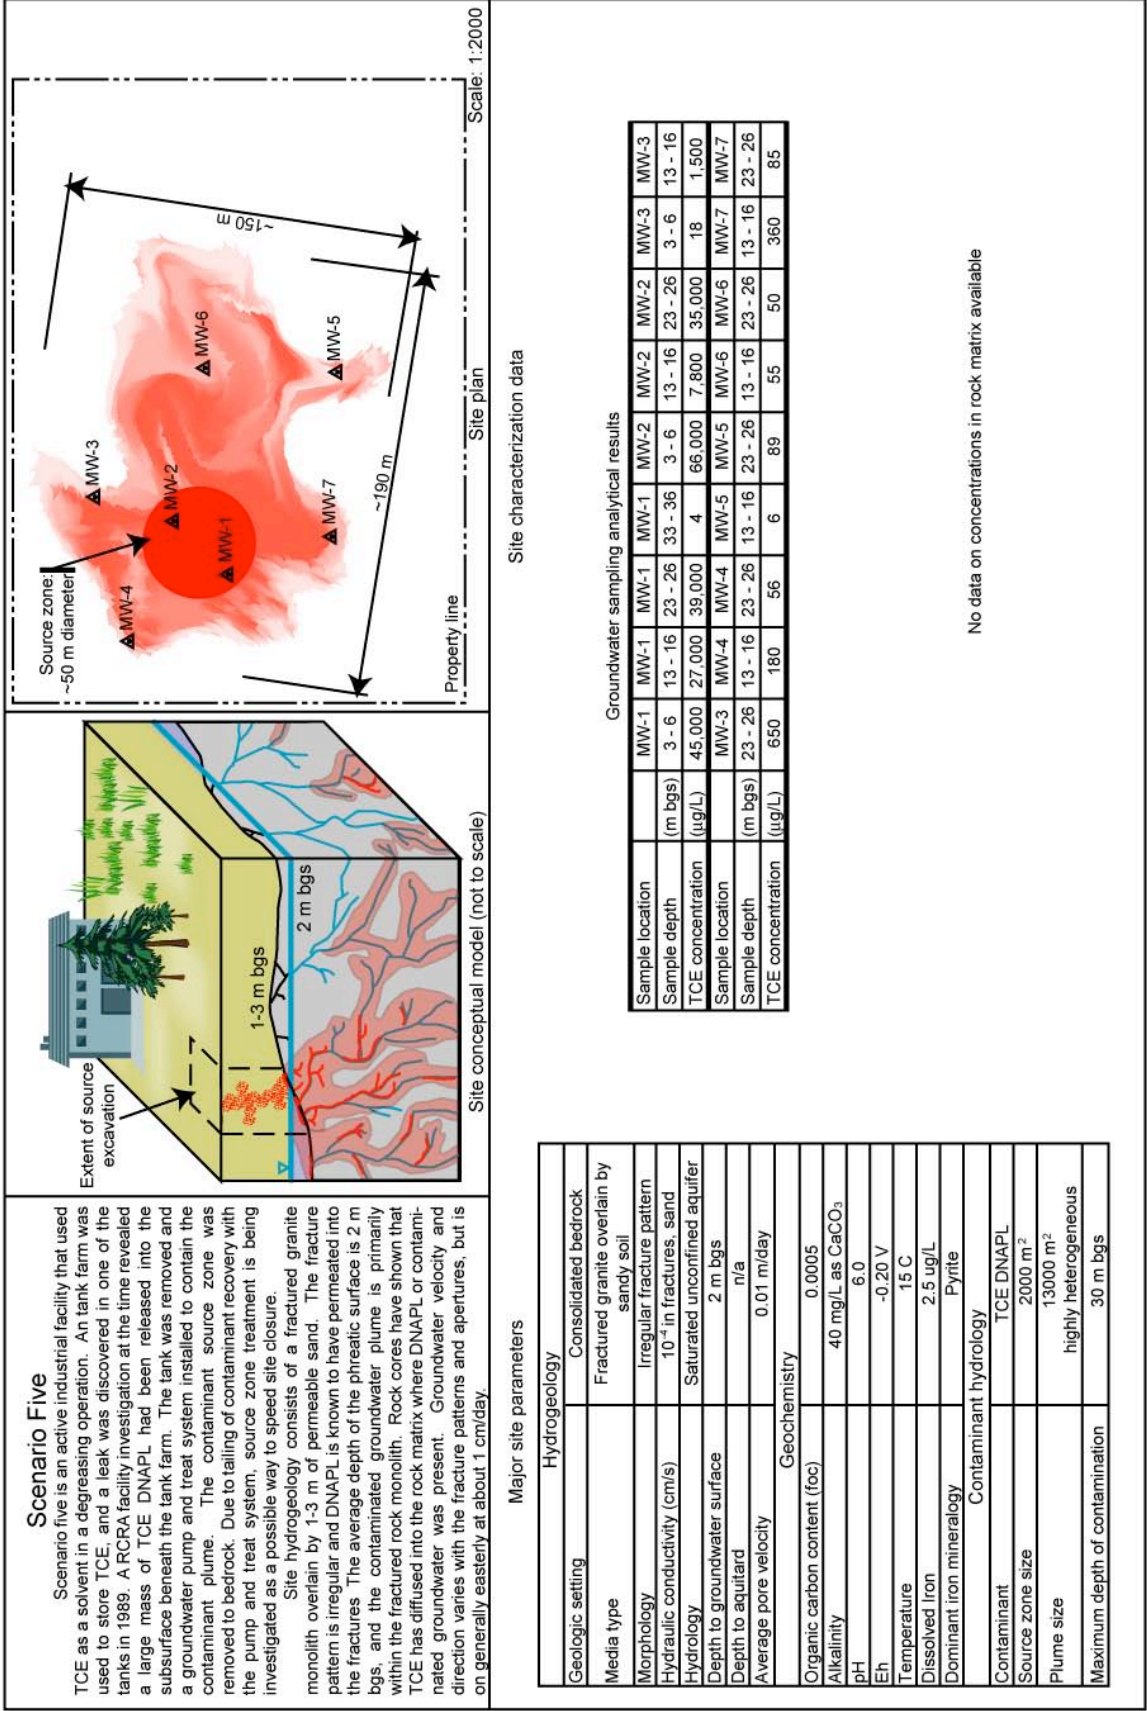 Scenario Five
Scenario five is an active industrial facility that used
TCE as a solvent in a degreasing operation. An tank farm was
used to store TCE, and a leak was discovered in one of the
tanks in 1989. A RCRA facility investigation at the time revealed
a large mass of TCE DNAPL had been released into the
subsurface beneath the tank farm. The tank was removed and
a groundwater pump and treat system installed to contain the
contaminant plume. The contaminant source zone was
removed to bedrock. Due to tailing of contaminant recovery with
the pump and treat system, source zone treatment is being
investigated as a possible way to speed site closure.
Site hydrogeology consists of a fractured granite
monolith overlain by 1-3 m of permeable sand. The fracture
pattern is irregular and DNAPL is known to have permeated into
the fractures. The average depth of the phreatic surface is 2 m
bgs, and the contaminated groundwater plume is primarily
within the fractured rock monolith. Rock cores have shown that
TCE has diffused into the rock matrix where DNAPL or contami-
nated groundwater was present. Groundwater velocity and
direction varies with the fracture patterns and apertures, but is
on generally easterly at about 1 cm/day.
Extent of source
excavation
1-3 m bgs
2 m bgs
Site conceptual model (not to scale)
Source zone:
~50 m diameter
MW-4
MW-3
MW-2
MW-1
MW-6
MW-7
MW-5
~150 m
~190 m
Property line
Site plan
Scale: 1:2000
Major site parameters
Hydrogeology
Geologic setting Consolidated bedrock
Media type Fractured granite overlain by
sandy soil
Morphology Irregular fracture pattern
Hydraulic conductivity (cm/s) 10⁻⁴ in fractures, sand
Hydrology Saturated unconfined aquifer
Depth to groundwater surface 2 m bgs
Depth to aquitard n/a
Average pore velocity 0.01 m/day
Geochemistry
Organic carbon content (foc) 0.0005
Alkalinity 40 mg/L as CaCO₃
pH 6.0
Eh -0.20 V
Temperature 15 C
Dissolved Iron 2.5 ug/L
Dominant iron mineralogy Pyrite
Contaminant hydrology
Contaminant TCE DNAPL
Source zone size 2000 m²
Plume size 13000 m²
highly heterogeneous
Maximum depth of contamination 30 m bgs
Site characterization data
Groundwater sampling analytical results
Sample location MW-1 MW-1 MW-1 MW-1 MW-2 MW-2 MW-2 MW-3 MW-3
Sample depth (m bgs) 3 - 6 13 - 16 23 - 26 33 - 36 3 - 6 13 - 16 23 - 26 3 - 6 13 - 16
TCE concentration (µg/L) 45,000 27,000 39,000 4 66,000 7,800 35,000 18 1,500
Sample location MW-3 MW-4 MW-4 MW-5 MW-5 MW-6 MW-6 MW-7 MW-7
Sample depth (m bgs) 23 - 26 13 - 16 23 - 26 13 - 16 23 - 26 13 - 16 23 - 26 13 - 16 23 - 26
TCE concentration (µg/L) 650 180 56 6 89 55 50 360 85
No data on concentrations in rock matrix available